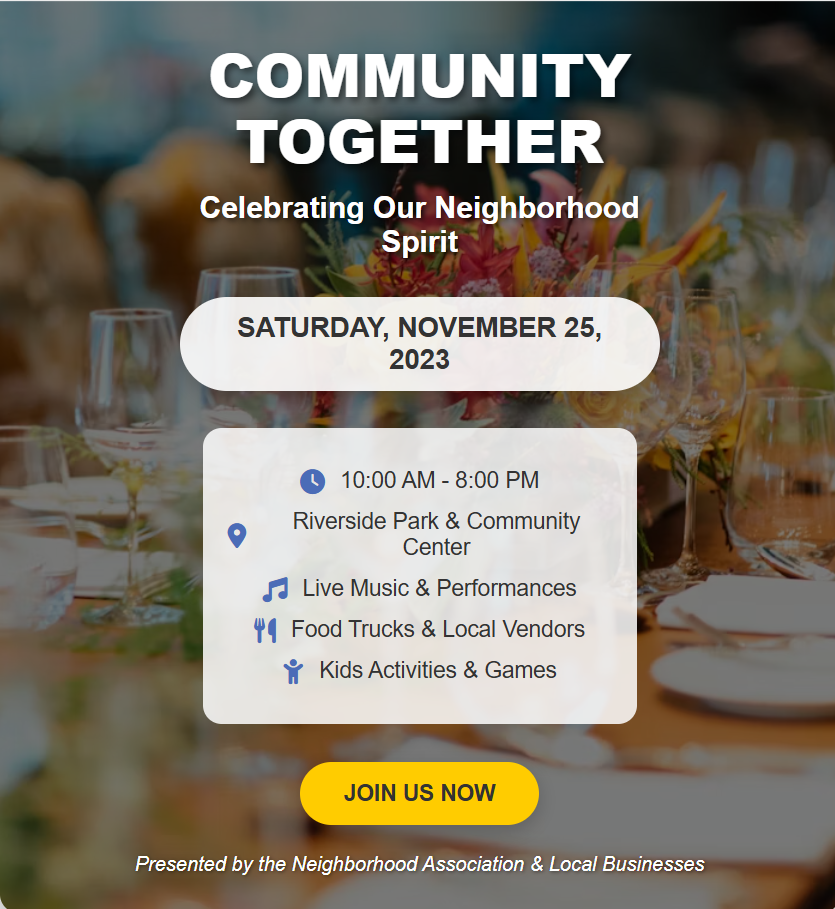 COMMUNITY
TOGETHER
Celebrating Our Neighborhood
Spirit
SATURDAY, NOVEMBER 25,
2023
10:00 AM - 8:00 PM
Riverside Park & Community
Center
Live Music & Performances
Food Trucks & Local Vendors
Kids Activities & Games
JOIN US NOW
Presented by the Neighborhood Association & Local Businesses